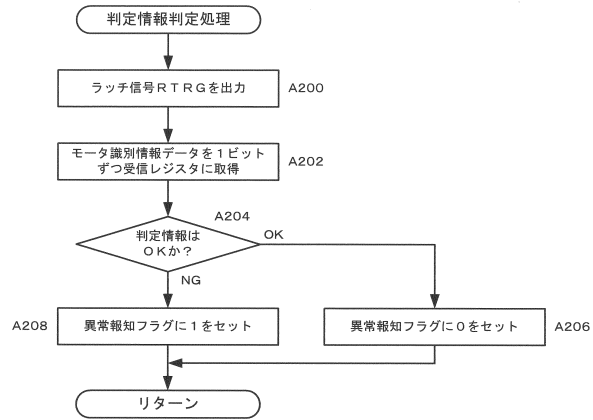 判定情報判定処理
ラッチ信号RTRGを出力
A200
モータ識別情報データを1ビット
ずつ受信レジスタに取得
A202
A204
判定情報は
OKか?
OK
NG
A208
異常報知フラグに1をセット
異常報知フラグに0をセット
A206
リターン